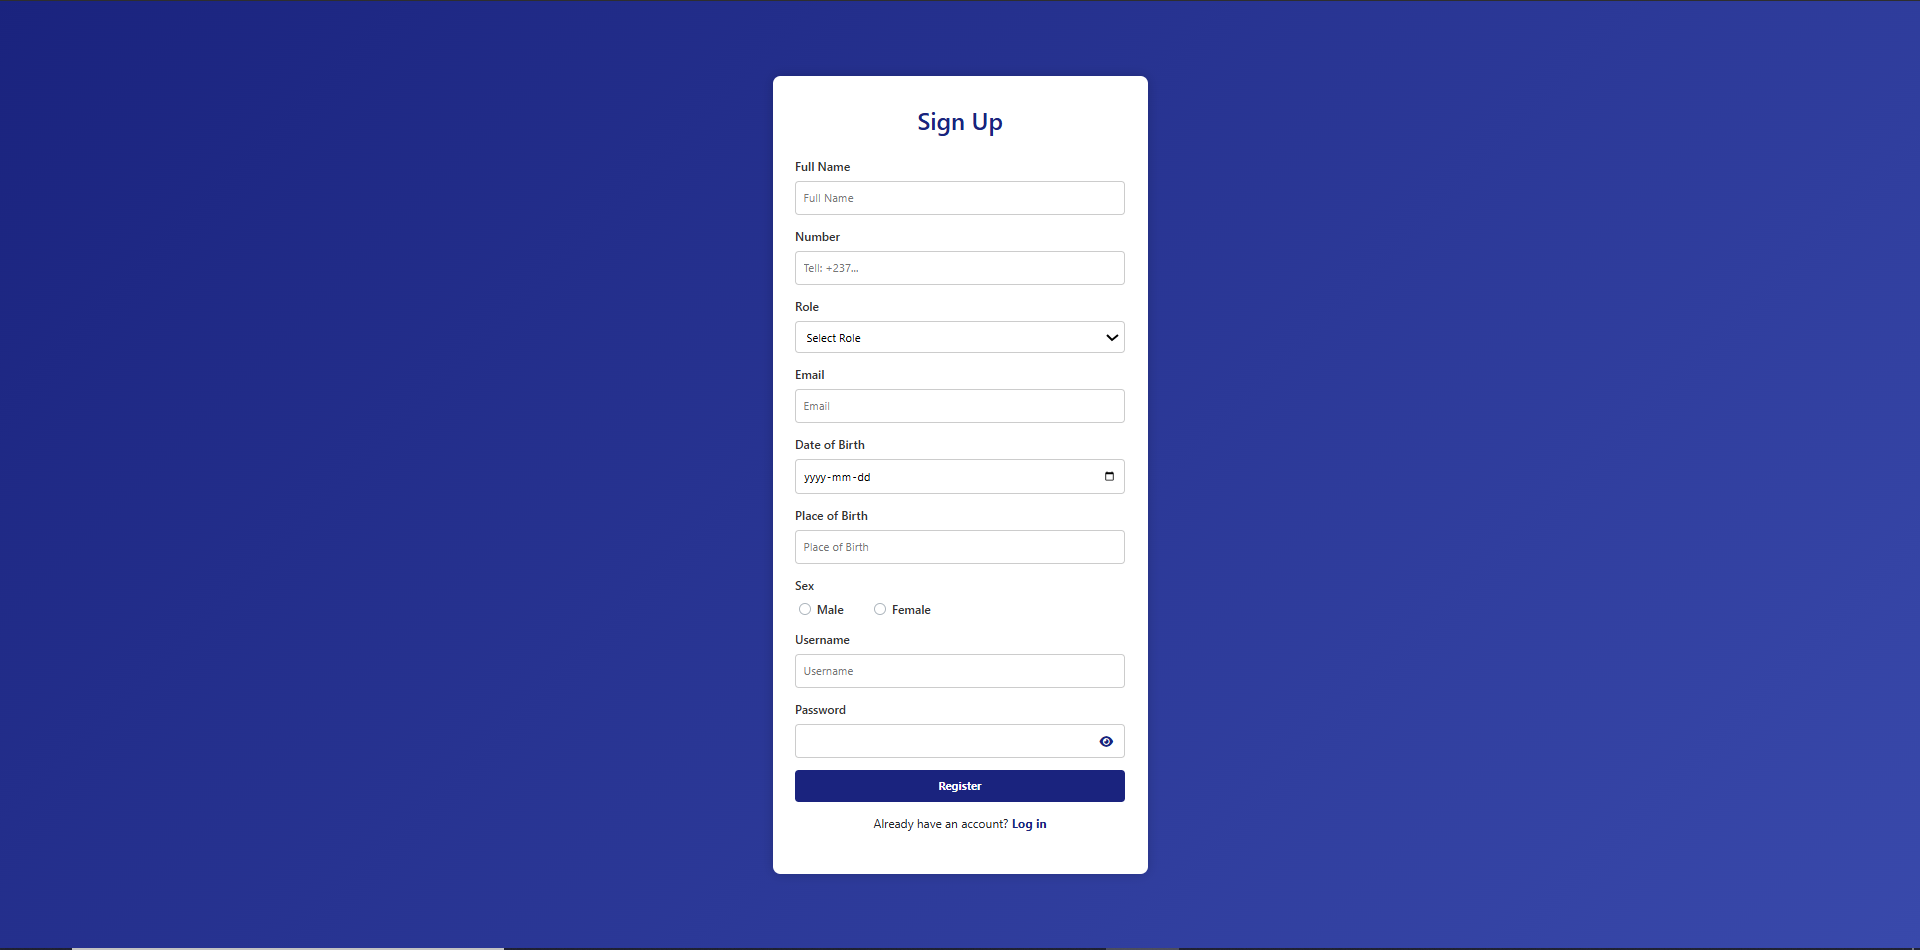 Sign Up
Full Name
Full Name
Number
Tell: +237...
Role
Select Role
Email
Email
Date of Birth
yyyy-mm-dd
Place of Birth
Place of Birth
Sex
Male Female
Username
Username
Password
Register
Already have an account? Log in